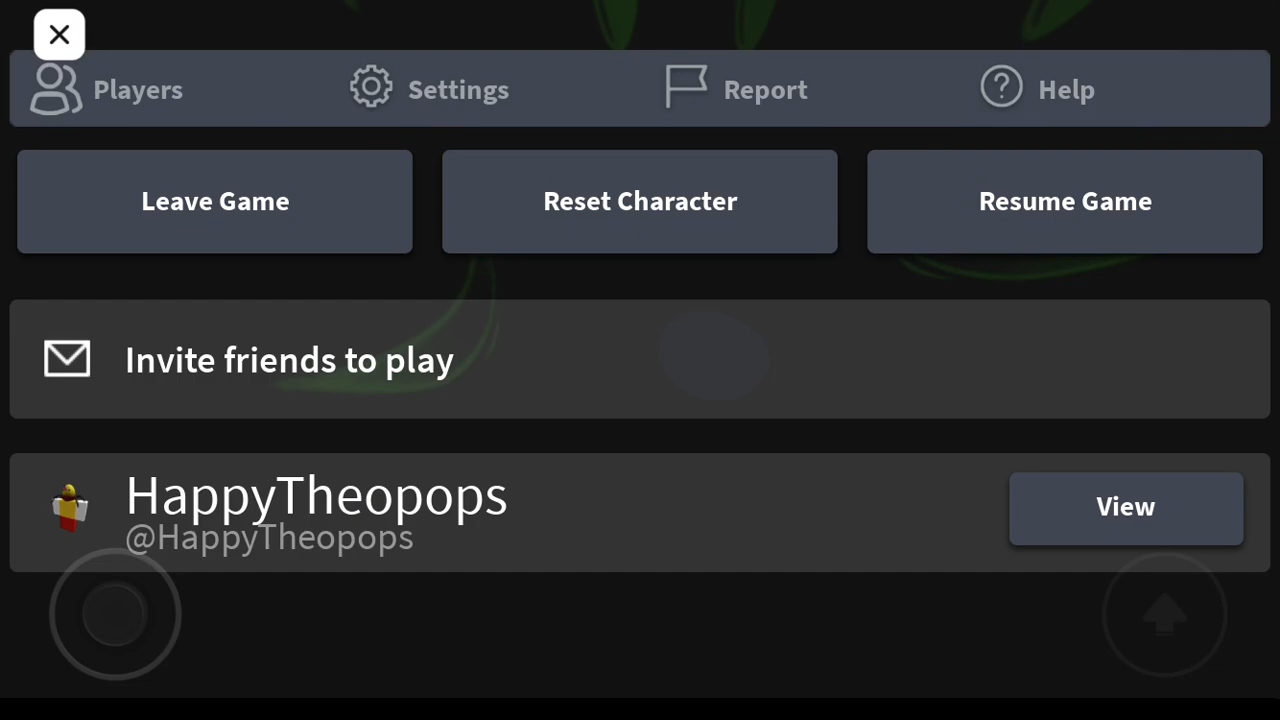 Players Settings Report Help
Leave Game Reset Character Resume Game
Invite friends to play
HappyTheopops
@HappyTheopops
View